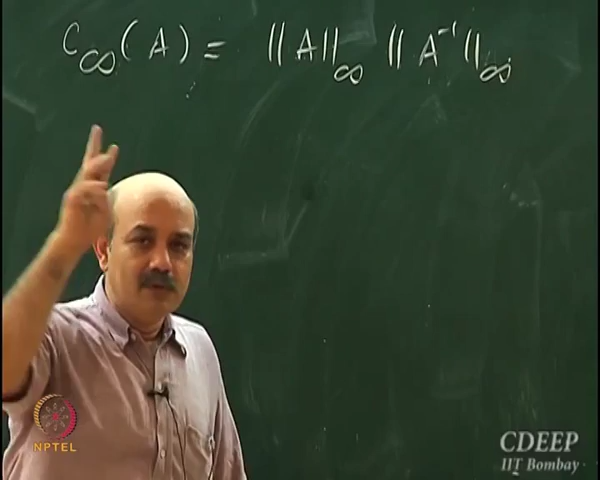 C∞(A) = ||A||∞ ||A⁻¹||∞
NPTEL
CDEEP
IIT Bombay